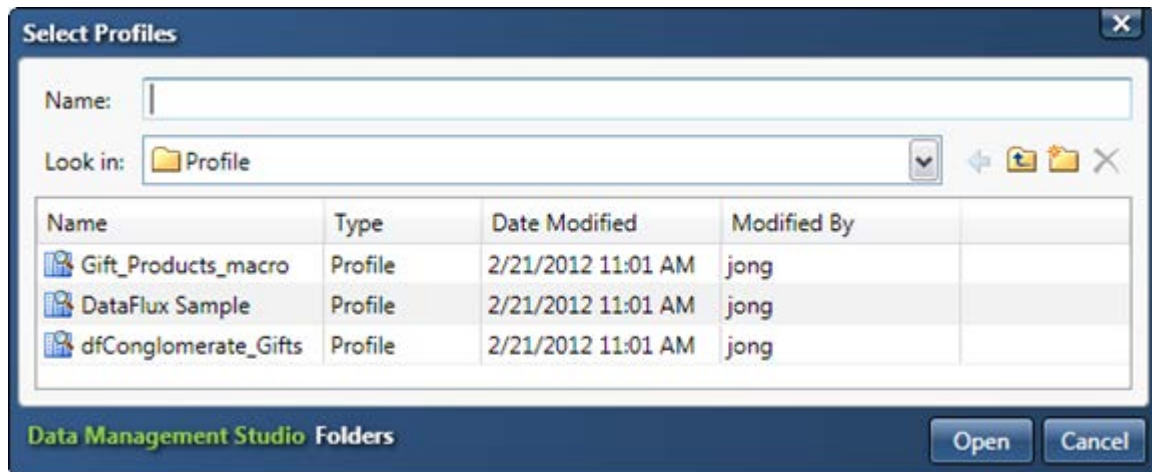 Select Profiles
Name:
Look in: Profile
Name Type Date Modified Modified By
Gift_Products_macro Profile 2/21/2012 11:01 AM jong
DataFlux Sample Profile 2/21/2012 11:01 AM jong
dfConglomerate_Gifts Profile 2/21/2012 11:01 AM jong
Data Management Studio Folders Open Cancel